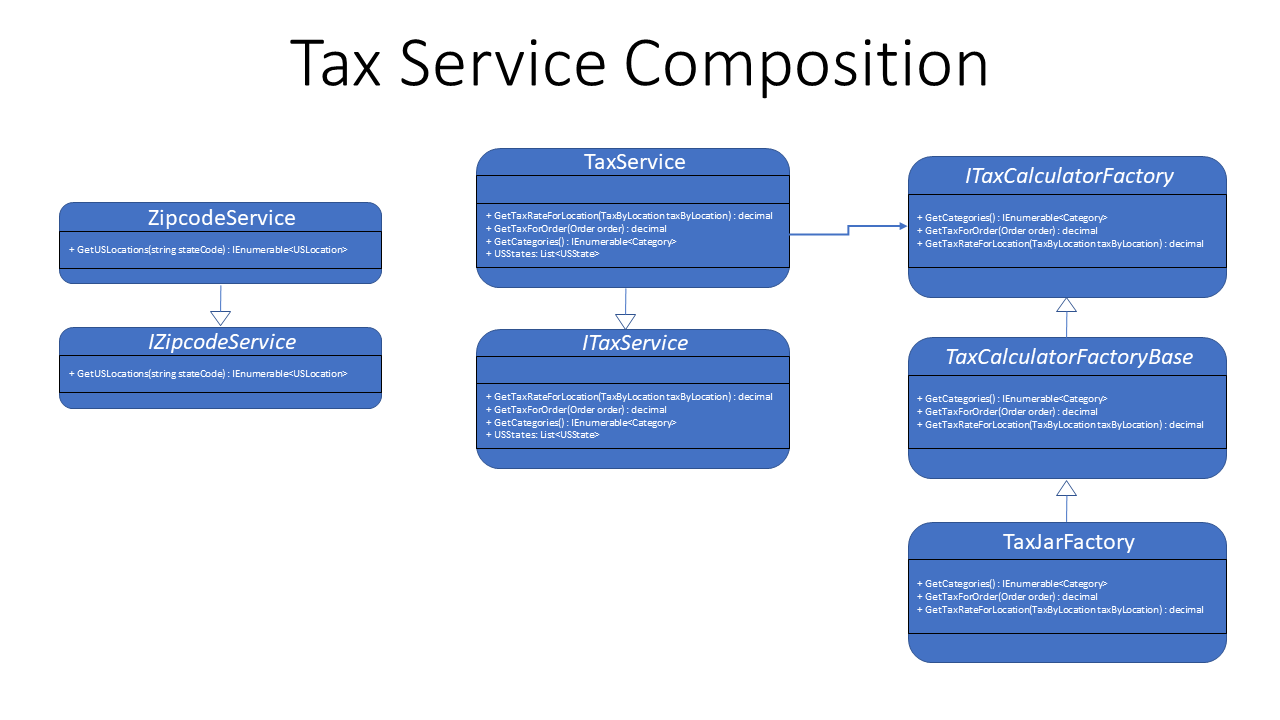 Tax Service Composition
ZipcodeService
+ GetUSLocations(string stateCode) : IEnumerable<USLocation>
IZipcodeService
+ GetUSLocations(string stateCode) : IEnumerable<USLocation>
TaxService
+ GetTaxRateForLocation(TaxByLocation taxByLocation) : decimal
+ GetTaxForOrder(Order order) : decimal
+ GetCategories() : IEnumerable<Category>
+ USStates: List<USState>
ITaxService
+ GetTaxRateForLocation(TaxByLocation taxByLocation) : decimal
+ GetTaxForOrder(Order order) : decimal
+ GetCategories() : IEnumerable<Category>
+ USStates: List<USState>
ITaxCalculatorFactory
+ GetCategories() : IEnumerable<Category>
+ GetTaxForOrder(Order order) : decimal
+ GetTaxRateForLocation(TaxByLocation taxByLocation) : decimal
TaxCalculatorFactoryBase
+ GetCategories() : IEnumerable<Category>
+ GetTaxForOrder(Order order) : decimal
+ GetTaxRateForLocation(TaxByLocation taxByLocation) : decimal
TaxJarFactory
+ GetCategories() : IEnumerable<Category>
+ GetTaxForOrder(Order order) : decimal
+ GetTaxRateForLocation(TaxByLocation taxByLocation) : decimal